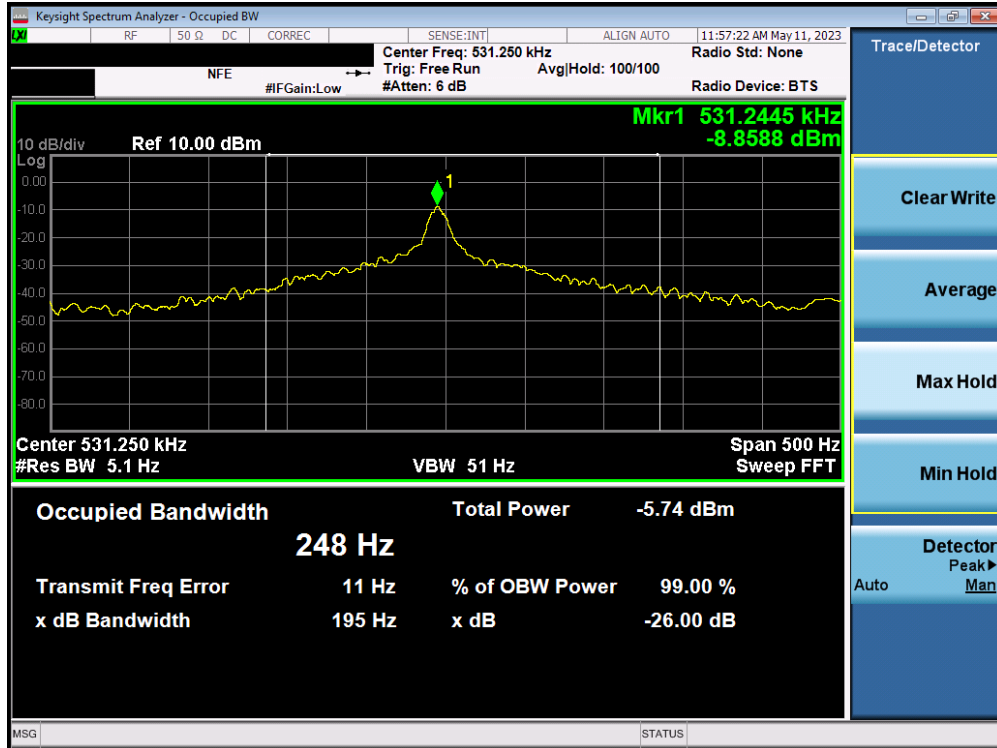 Keysight Spectrum Analyzer - Occupied BW
LXI RF 50 Ω DC CORREC SENSE:INT ALIGN AUTO 11:57:22 AM May 11, 2023
Center Freq: 531.250 kHz Radio Std: None
NFE Trig: Free Run Avg|Hold: 100/100
#IFGain:Low #Atten: 6 dB Radio Device: BTS
Mkr1 531.2445 kHz
10 dB/div Ref 10.00 dBm -8.8588 dBm
Log
0.00
1
-10.0
-20.0
-30.0
-40.0
-50.0
-60.0
-70.0
-80.0
Center 531.250 kHz Span 500 Hz
#Res BW 5.1 Hz VBW 51 Hz Sweep FFT
Occupied Bandwidth Total Power -5.74 dBm
248 Hz
Transmit Freq Error 11 Hz % of OBW Power 99.00 %
x dB Bandwidth 195 Hz x dB -26.00 dB
MSG STATUS
Trace/Detector
Clear Write
Average
Max Hold
Min Hold
Detector
Peak▶
Auto Man